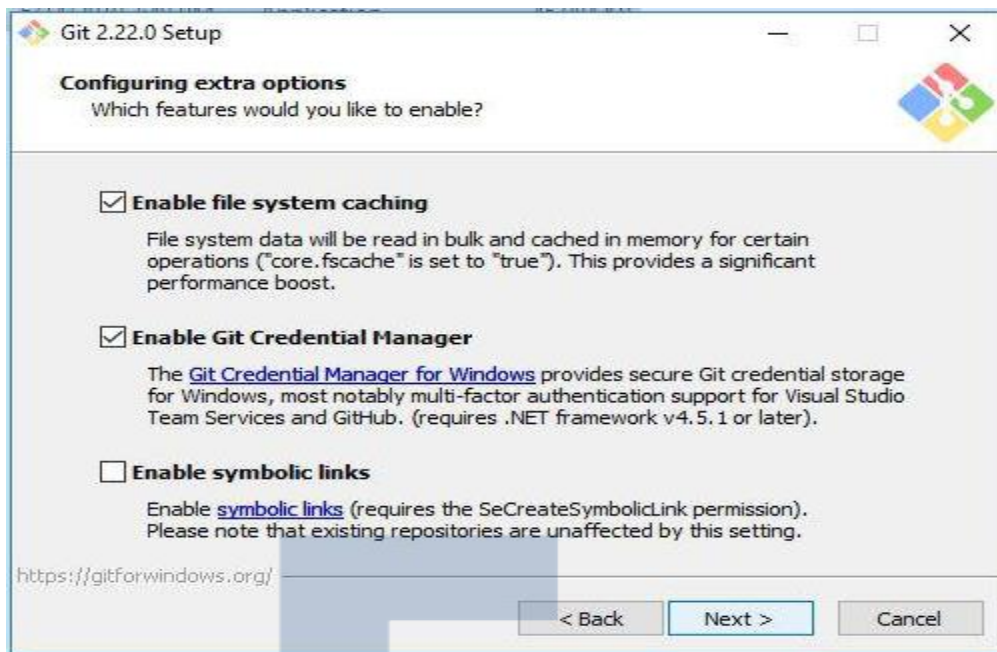 Git 2.22.0 Setup
Configuring extra options
Which features would you like to enable?
Enable file system caching
File system data will be read in bulk and cached in memory for certain
operations ("core.fscache" is set to "true"). This provides a significant
performance boost.
Enable Git Credential Manager
The Git Credential Manager for Windows provides secure Git credential storage
for Windows, most notably multi-factor authentication support for Visual Studio
Team Services and GitHub. (requires .NET framework v4.5.1 or later).
Enable symbolic links
Enable symbolic links (requires the SeCreateSymbolicLink permission).
Please note that existing repositories are unaffected by this setting.
https://gitforwindows.org/
< Back
Next >
Cancel